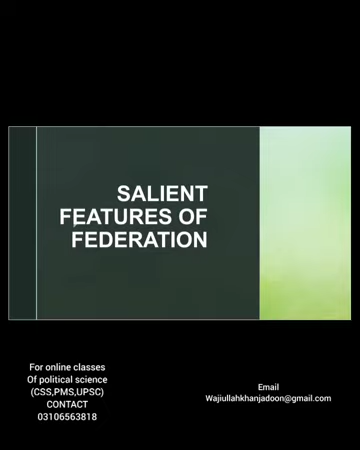 SALIENT
FEATURES OF
FEDERATION
For online classes
Of political science
(CSS,PMS,UPSC)
CONTACT
03106563818
Email
Wajiullahkhanjadoon@gmail.com